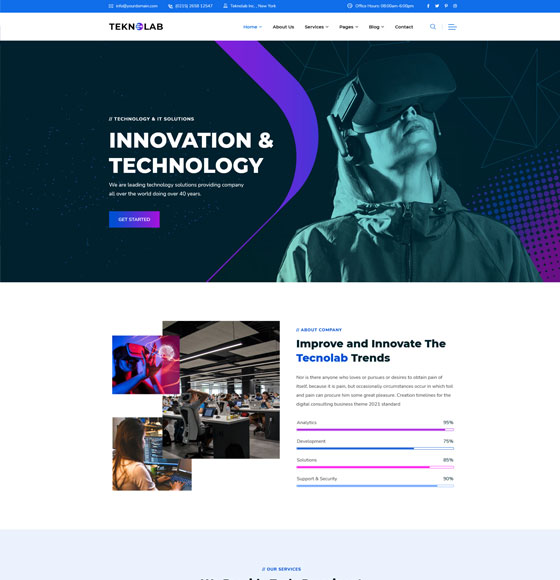 info@yourdomain.com (0215) 2658 12547 Teknolab Inc. , New York Office Hours: 08:00am-6:00pm
TEKNOLAB Home About Us Services Pages Blog Contact
// TECHNOLOGY & IT SOLUTIONS
INNOVATION &
TECHNOLOGY
We are leading technology solutions providing company
all over the world doing over 40 years.
GET STARTED
// ABOUT COMPANY
Improve and Innovate The
Tecnolab Trends
Nor is there anyone who loves or pursues or desires to obtain pain of
itself, because it is pain, but occasionally circumstances occur in which toil
and pain can procure him some great pleasure. Creation timelines for the
digital consulting business theme 2021 standard
Analytics 95%
Development 75%
Solutions 85%
Support & Security 90%
// OUR SERVICES